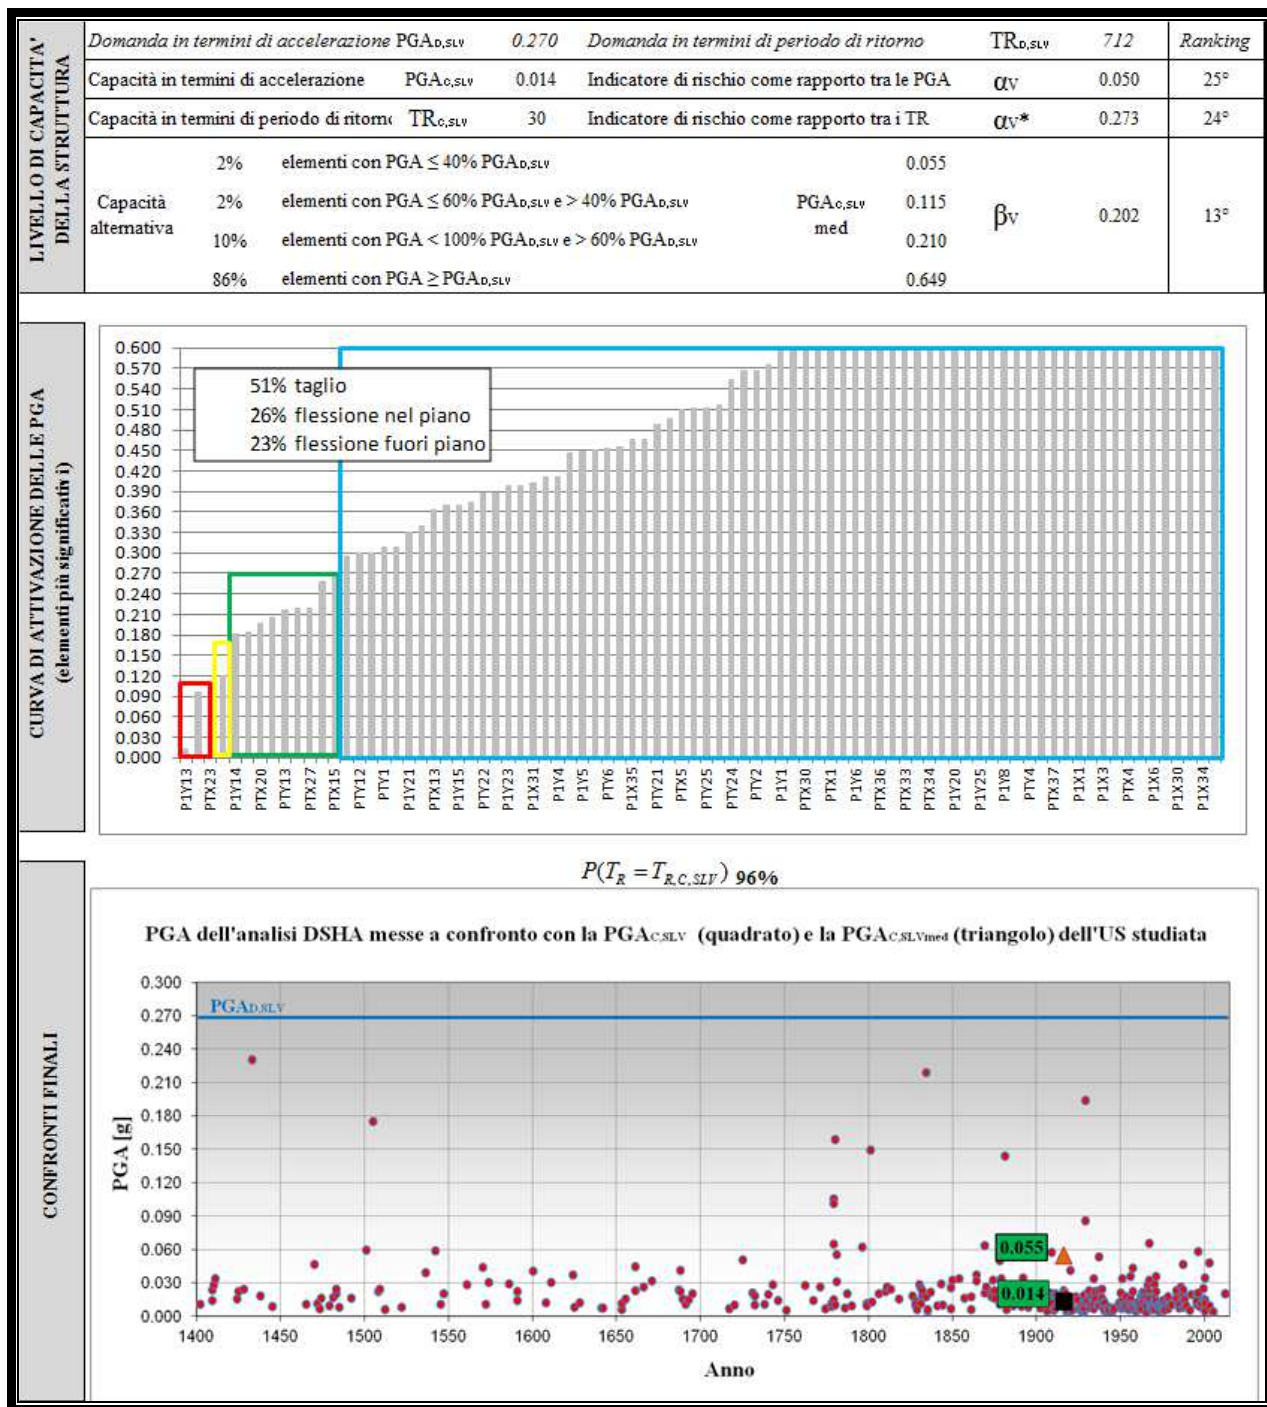 LIVELLO DI CAPACITA'
DELLA STRUTTURA
Domanda in termini di accelerazione PGAD,SLV 0.270 Domanda in termini di periodo di ritorno TRD,SLV 712 Ranking
Capacità in termini di accelerazione PGAC,SLV 0.014 Indicatore di rischio come rapporto tra le PGA αV 0.050 25°
Capacità in termini di periodo di ritorno TRC,SLV 30 Indicatore di rischio come rapporto tra i TR αV* 0.273 24°
Capacità
alternativa
2% elementi con PGA ≤ 40% PGAD,SLV 0.055
2% elementi con PGA ≤ 60% PGAD,SLV e > 40% PGAD,SLV 0.115
10% elementi con PGA < 100% PGAD,SLV e > 60% PGAD,SLV 0.210
86% elementi con PGA ≥ PGAD,SLV 0.649
PGAC,SLV
med
βV 0.202 13°
CURVA DI ATTIVAZIONE DELLE PGA
(elementi più significativi)
0.600
0.570
0.540
0.510
0.480
0.450
0.420
0.390
0.360
0.330
0.300
0.270
0.240
0.210
0.180
0.150
0.120
0.090
0.060
0.030
0.000
51% taglio
26% flessione nel piano
23% flessione fuori piano
P1Y13 PTX23 P1Y14 PTX20 PTY13 PTX27 PTX15 PTY12 PTY1 P1Y21 PTX13 P1Y15 PTY22 P1Y23 P1X31 P1Y4 P1Y5 PTY6 P1X35 PTY21 PTX5 PTY25 PTY24 PTY2 P1Y1 PTX30 PTX1 P1Y6 PTX36 PTX33 PTX34 P1Y20 P1Y25 P1Y8 PTY4 PTX37 P1X1 P1X3 PTX4 P1X6 P1X30 P1X34
CONFRONTI FINALI
P(TR = TR,C,SLV) 96%
PGA dell'analisi DSHA messe a confronto con la PGAC,SLV (quadrato) e la PGAC,SLVmed (triangolo) dell'US studiata
PGA [g]
0.300
0.270
0.240
0.210
0.180
0.150
0.120
0.090
0.060
0.030
0.000
PGAD,SLV
0.055
0.014
1400 1450 1500 1550 1600 1650 1700 1750 1800 1850 1900 1950 2000
Anno